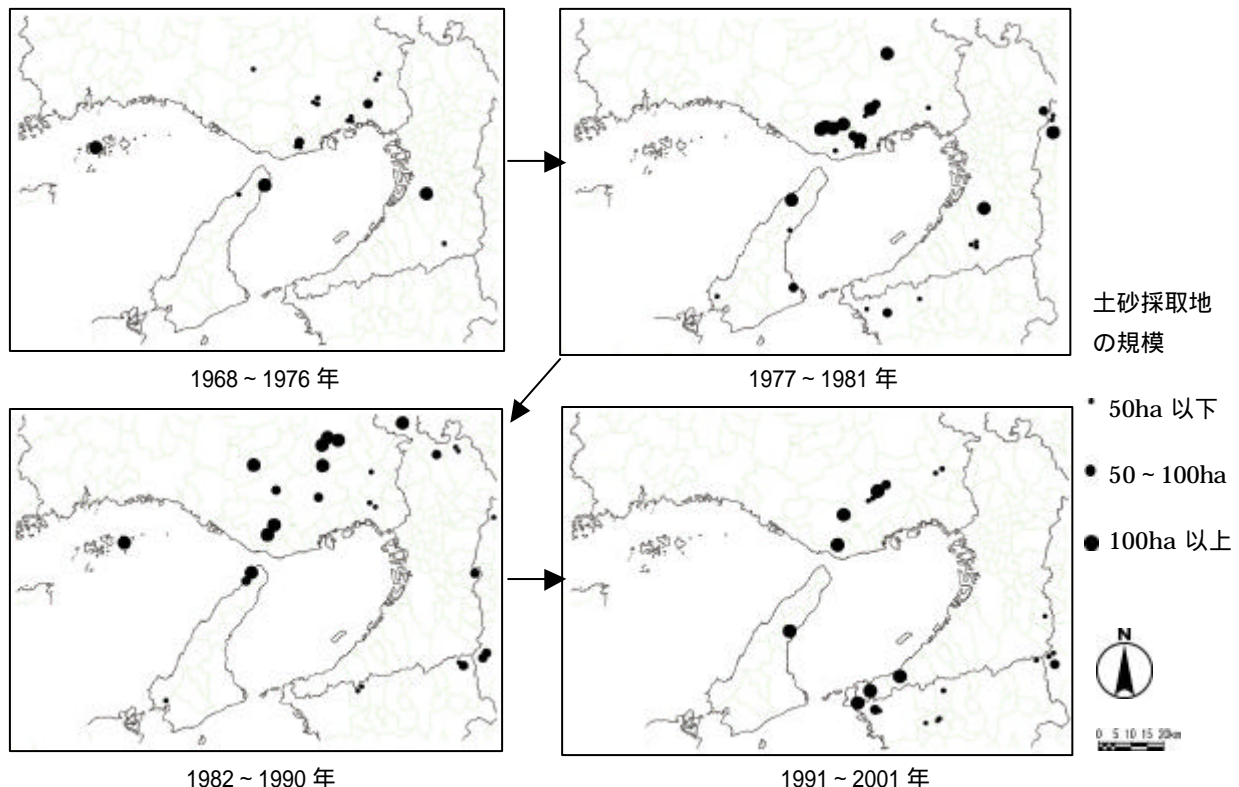 1968 ~ 1976 年
1977 ~ 1981 年
1982 ~ 1990 年
1991 ~ 2001 年
土砂採取地
の規模
50ha 以下
50 ~ 100ha
100ha 以上
N
0 5 10 15 20km